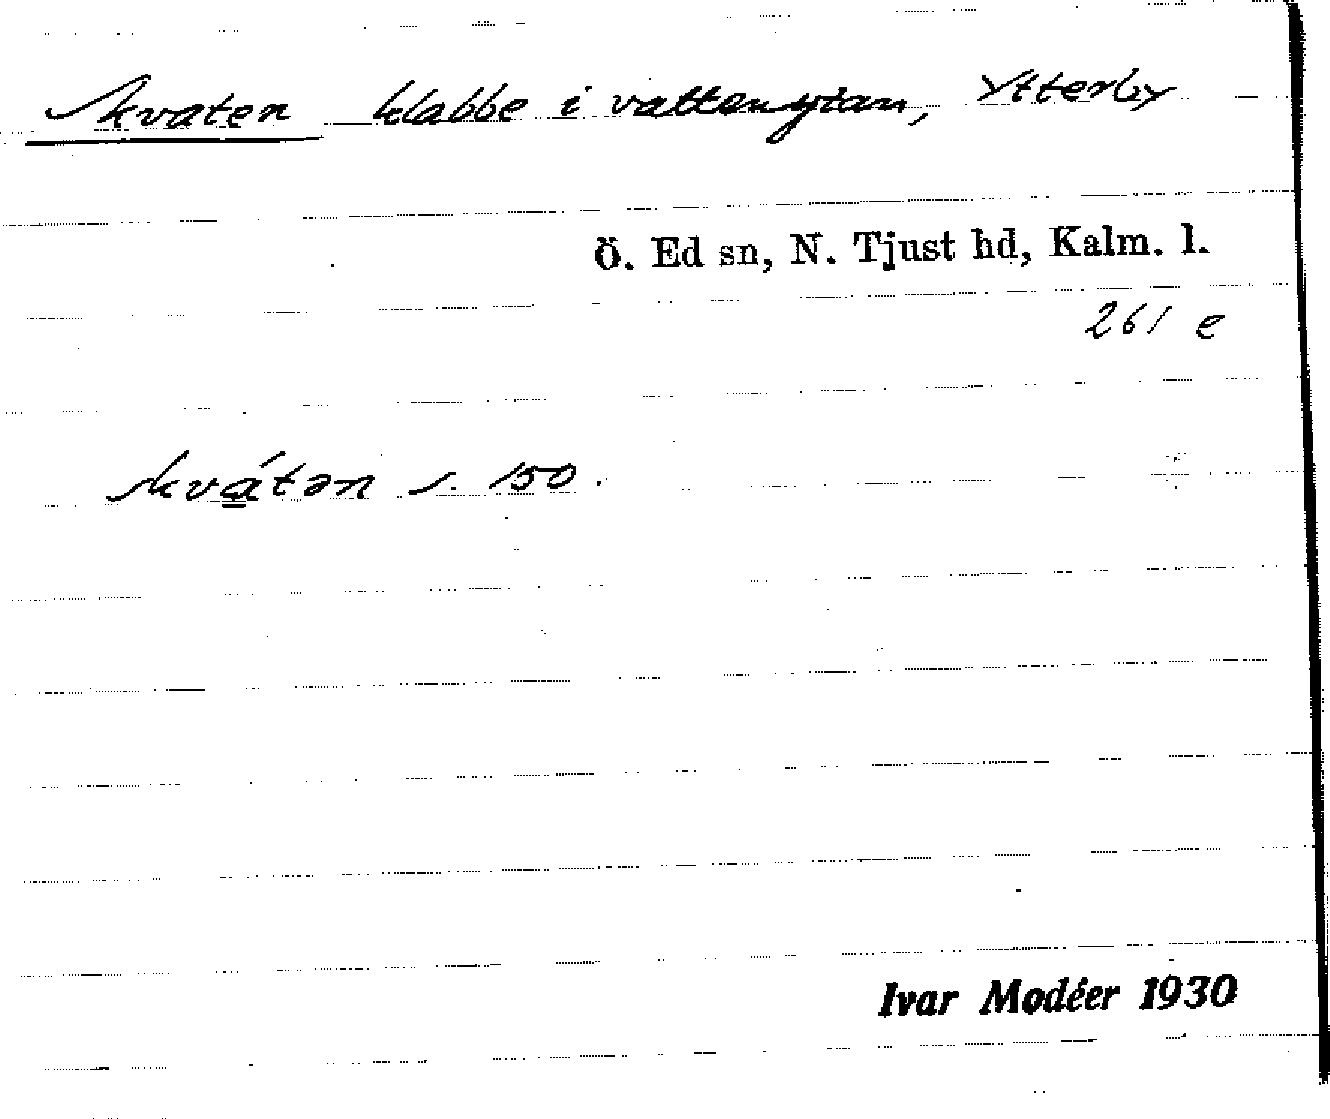 Skvaten klabbe i vattenytan, Ytterby
Ö. Ed sn, N. Tjust hd, Kalm. l.
261 e
skvátən s. 150.
Ivar Modéer 1930